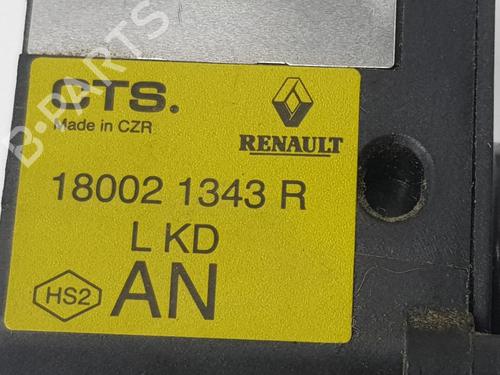 CTS.
Made in CZR
RENAULT
18002 1343 R
L KD
HS2
AN
B-PARTS